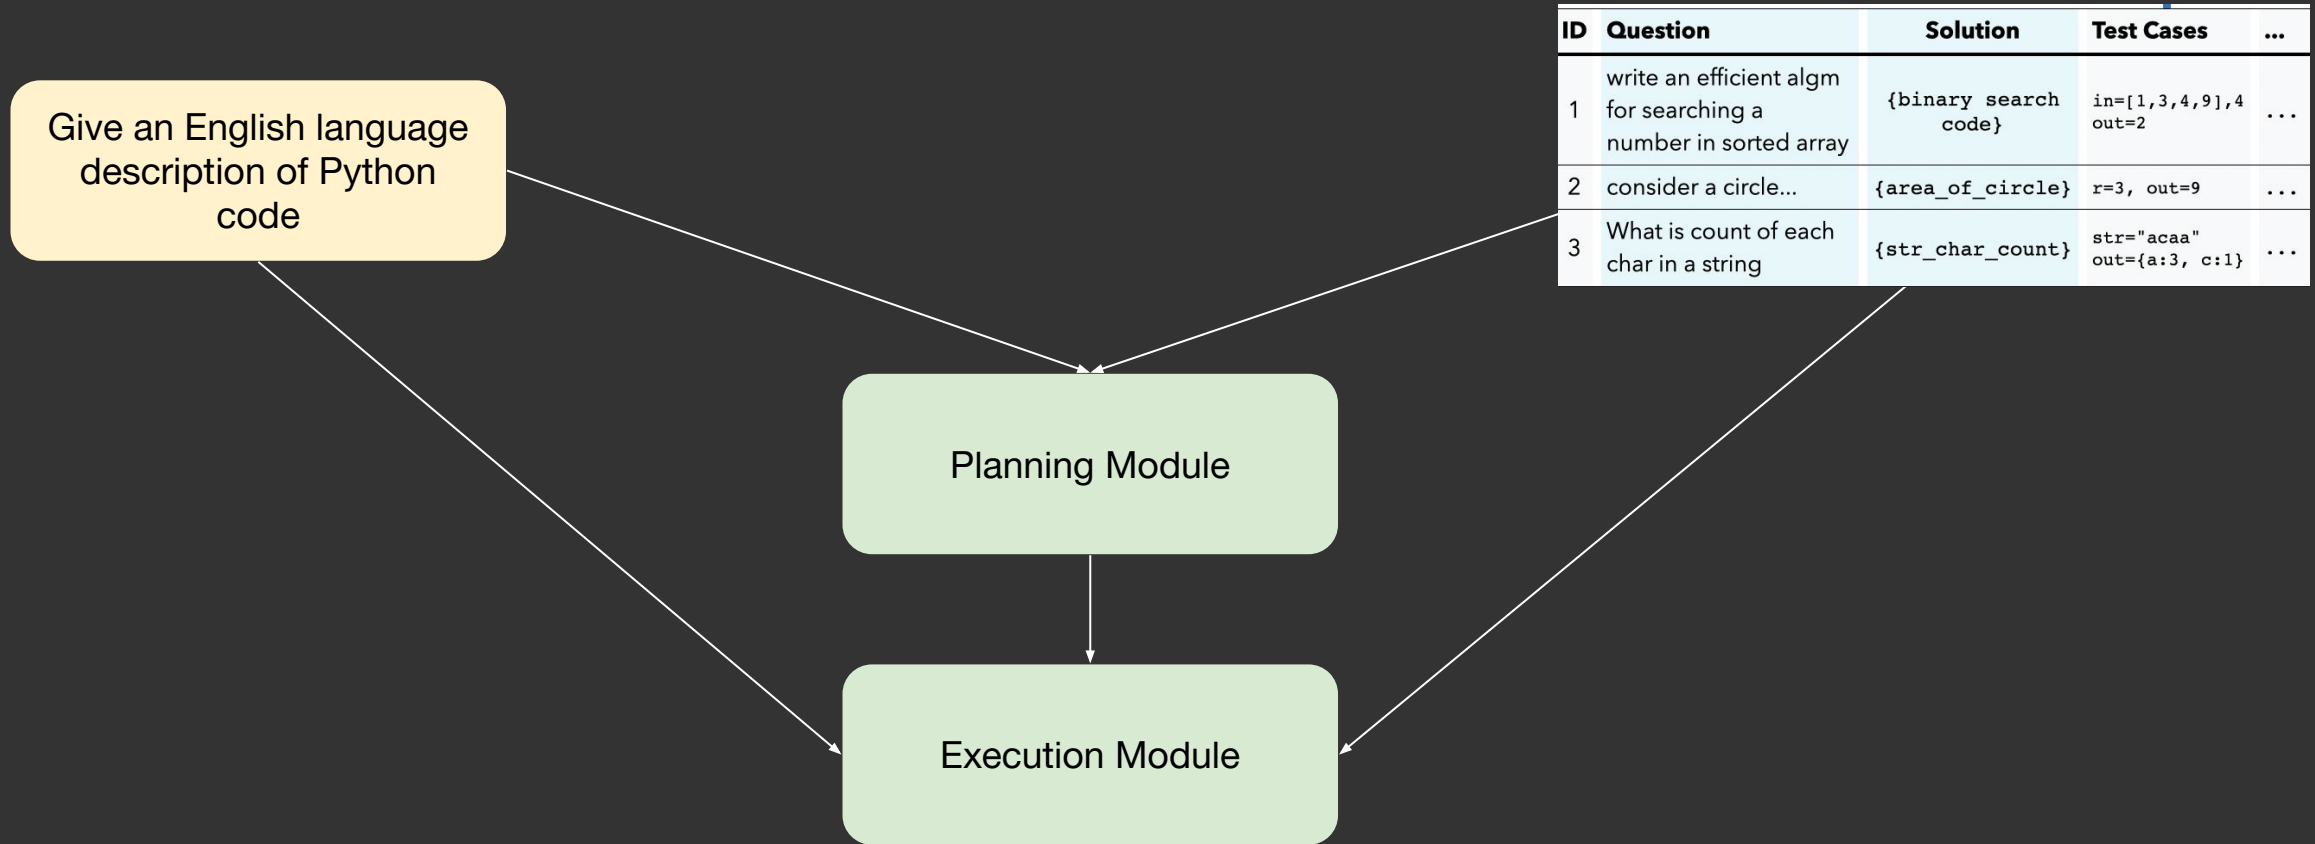 Give an English language
description of Python
code
ID Question Solution Test Cases ...
1
write an efficient algm
for searching a
number in sorted array
{binary search
code}
in=[1,3,4,9],4
out=2
...
2 consider a circle... {area_of_circle} r=3, out=9 ...
3
What is count of each
char in a string
{str_char_count}
str="acaa"
out={a:3, c:1}
...
Planning Module
Execution Module